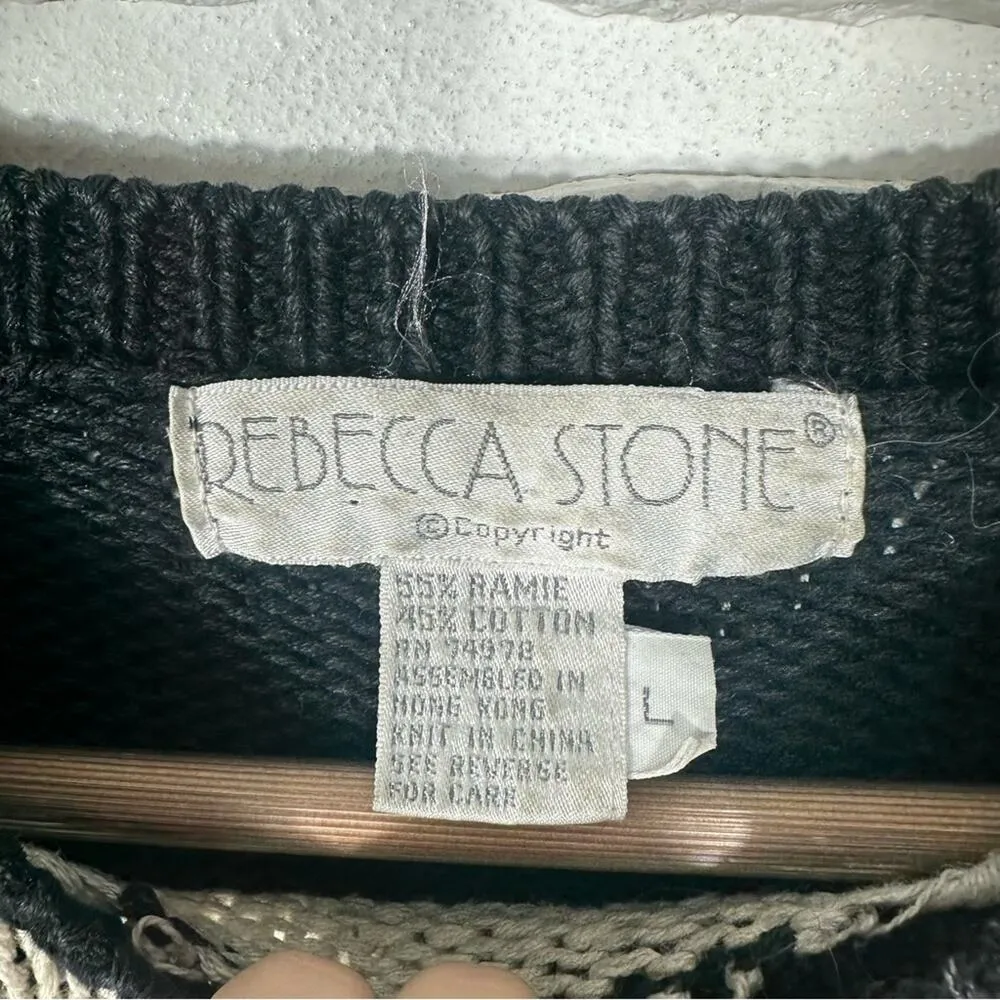 REBECCA STONE®
©Copyright
55% RAMIE
45% COTTON
RN 74978
ASSEMBLED IN
HONG KONG
KNIT IN CHINA
SEE REVERSE
FOR CARE
L